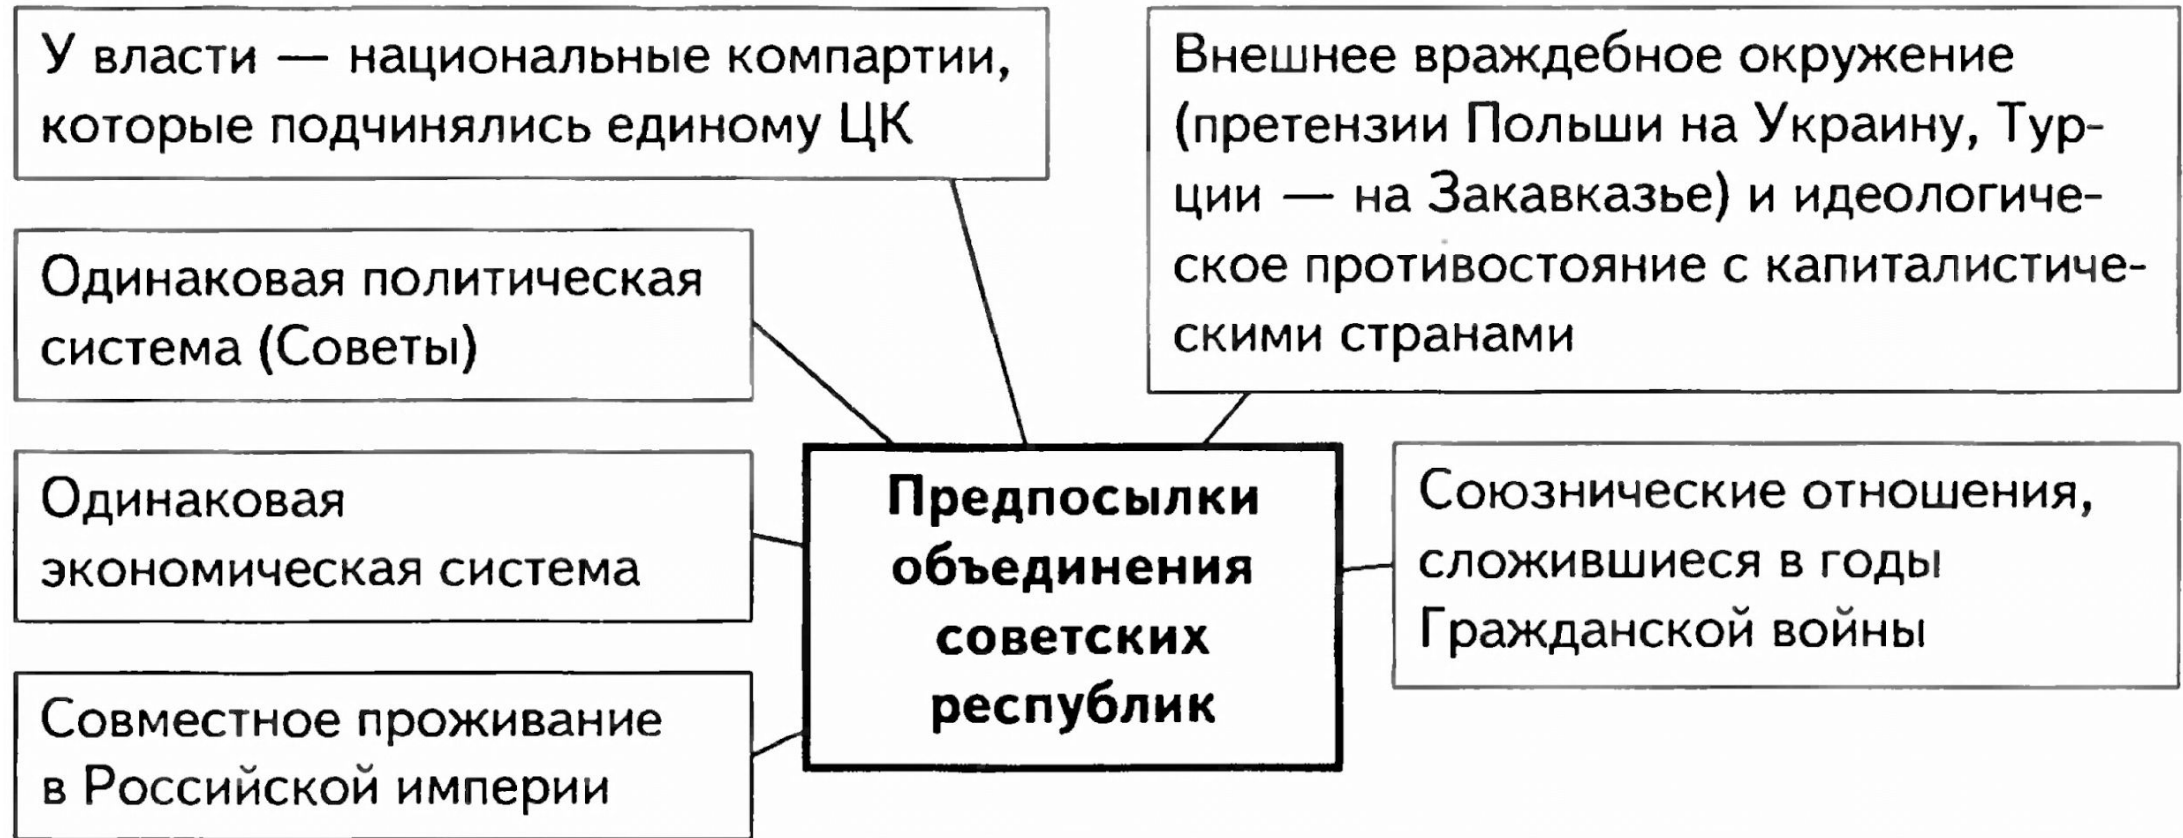 У власти — национальные компартии,
которые подчинялись единому ЦК
Внешнее враждебное окружение
(претензии Польши на Украину, Тур-
ции — на Закавказье) и идеологиче-
ское противостояние с капиталистиче-
скими странами
Одинаковая политическая
система (Советы)
Одинаковая
экономическая система
Совместное проживание
в Российской империи
Предпосылки
объединения
советских
республик
Союзнические отношения,
сложившиеся в годы
Гражданской войны